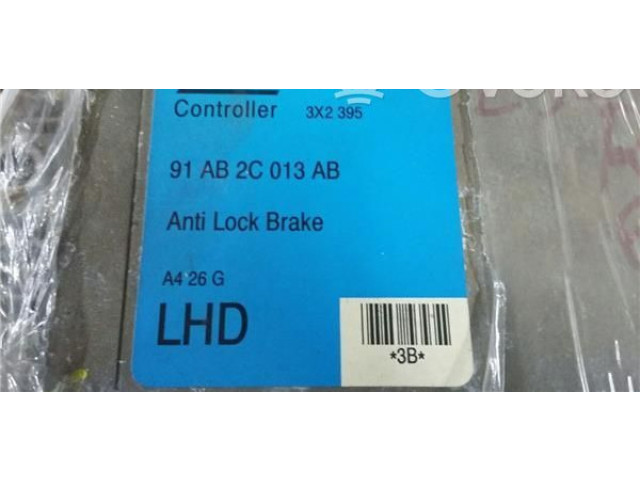 Controller 3X2 395
91 AB 2C 013 AB
Anti Lock Brake
A4 26 G
LHD
*3B*